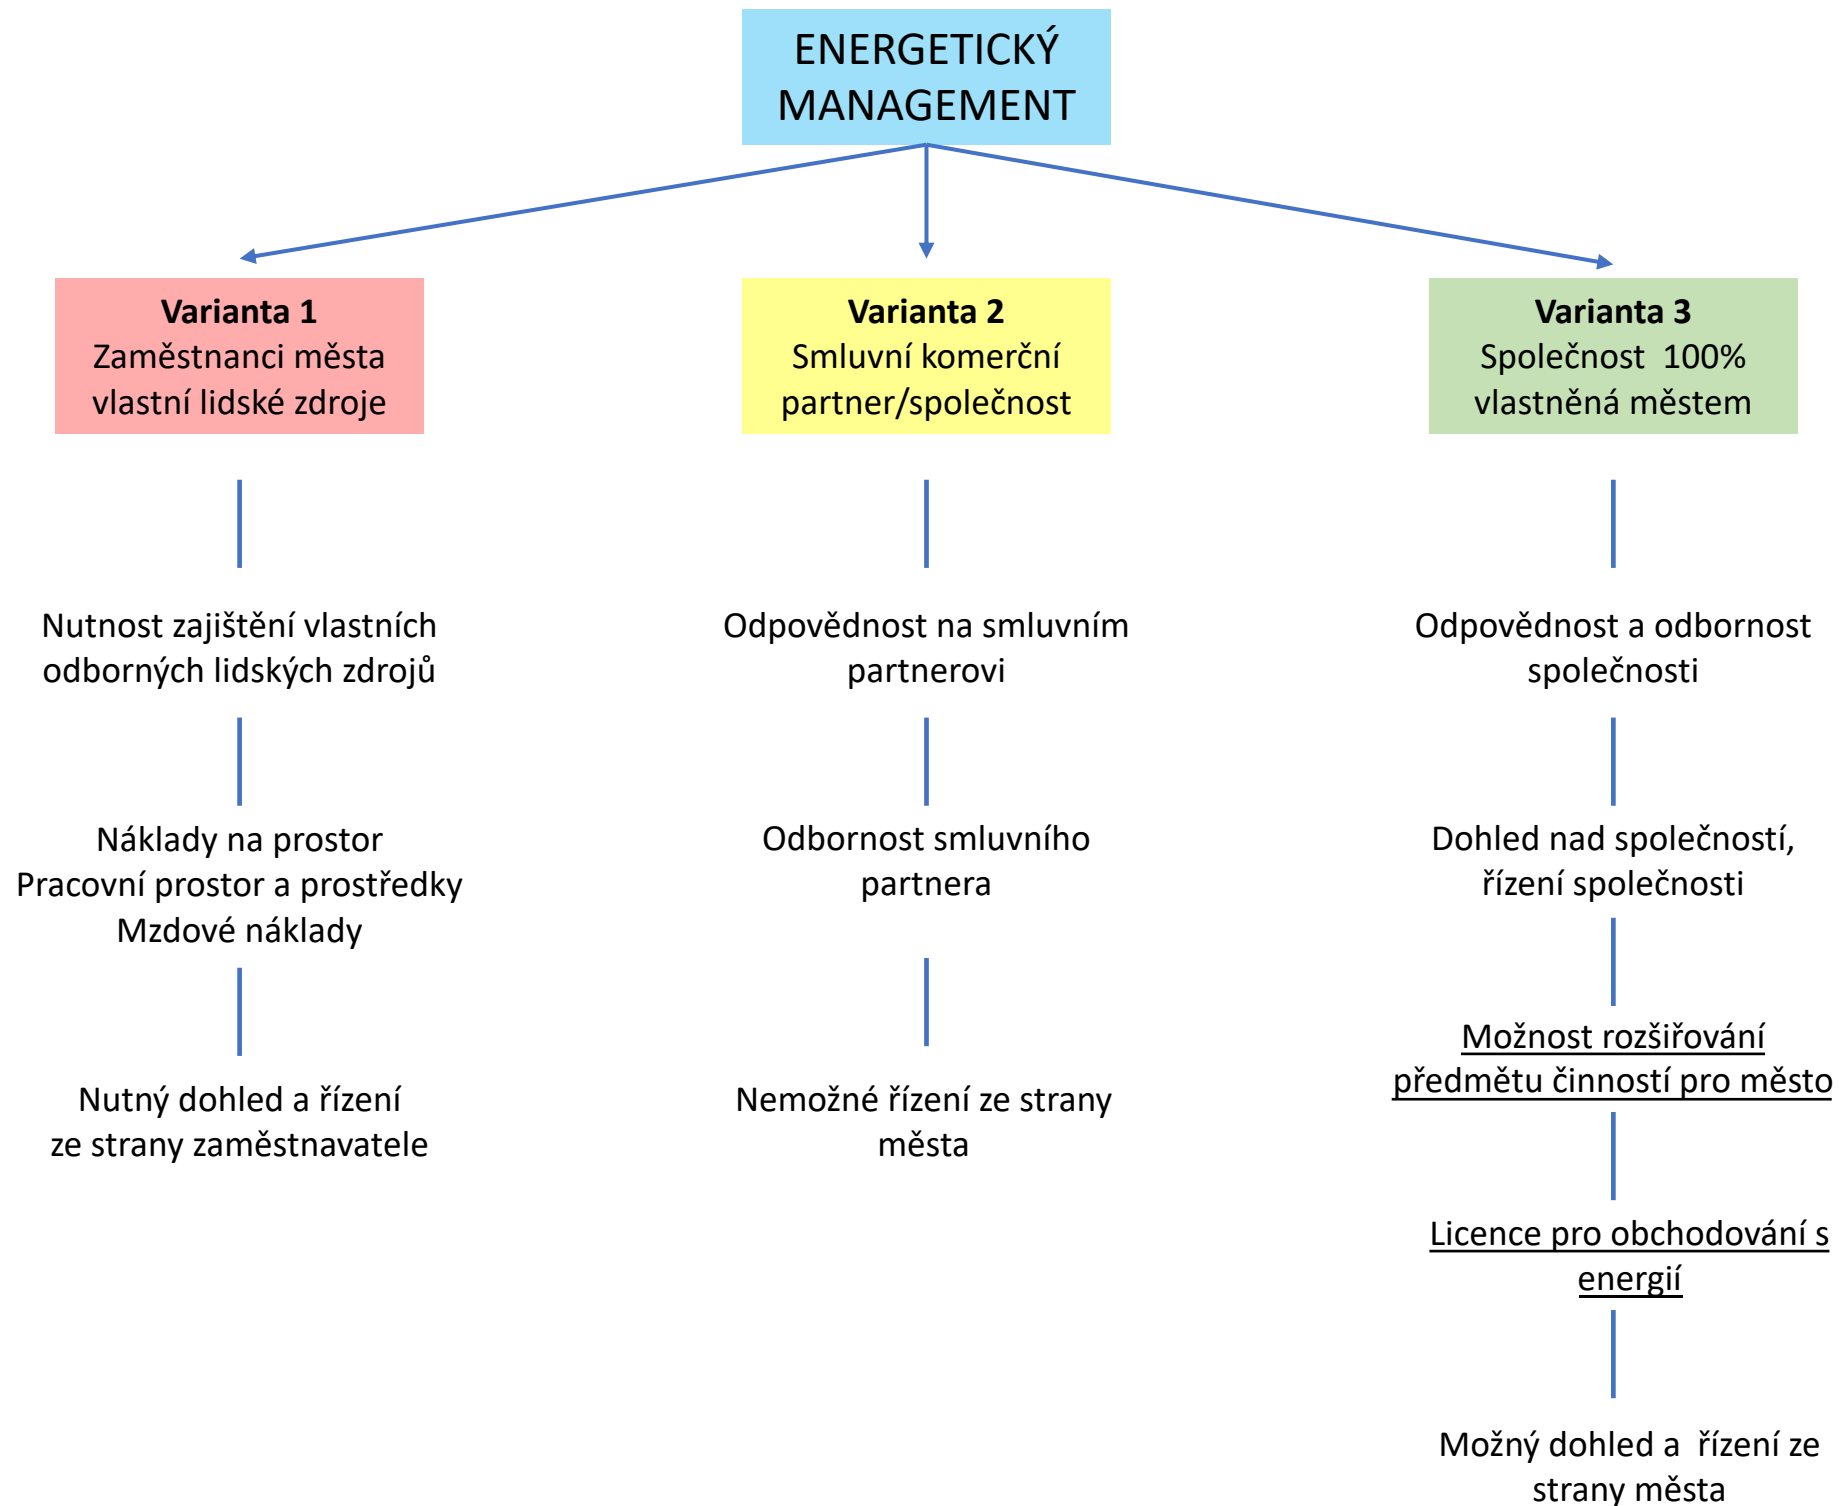 ENERGETICKÝ
MANAGEMENT
Varianta 1
Zaměstnanci města
vlastní lidské zdroje
Nutnost zajištění vlastních
odborných lidských zdrojů
Náklady na prostor
Pracovní prostor a prostředky
Mzdové náklady
Nutný dohled a řízení
ze strany zaměstnavatele
Varianta 2
Smluvní komerční
partner/společnost
Odpovědnost na smluvním
partnerovi
Odbornost smluvního
partnera
Nemožné řízení ze strany
města
Varianta 3
Společnost 100%
vlastněná městem
Odpovědnost a odbornost
společnosti
Dohled nad společností,
řízení společnosti
Možnost rozšiřování
předmětu činností pro město
Licence pro obchodování s
energií
Možný dohled a řízení ze
strany města